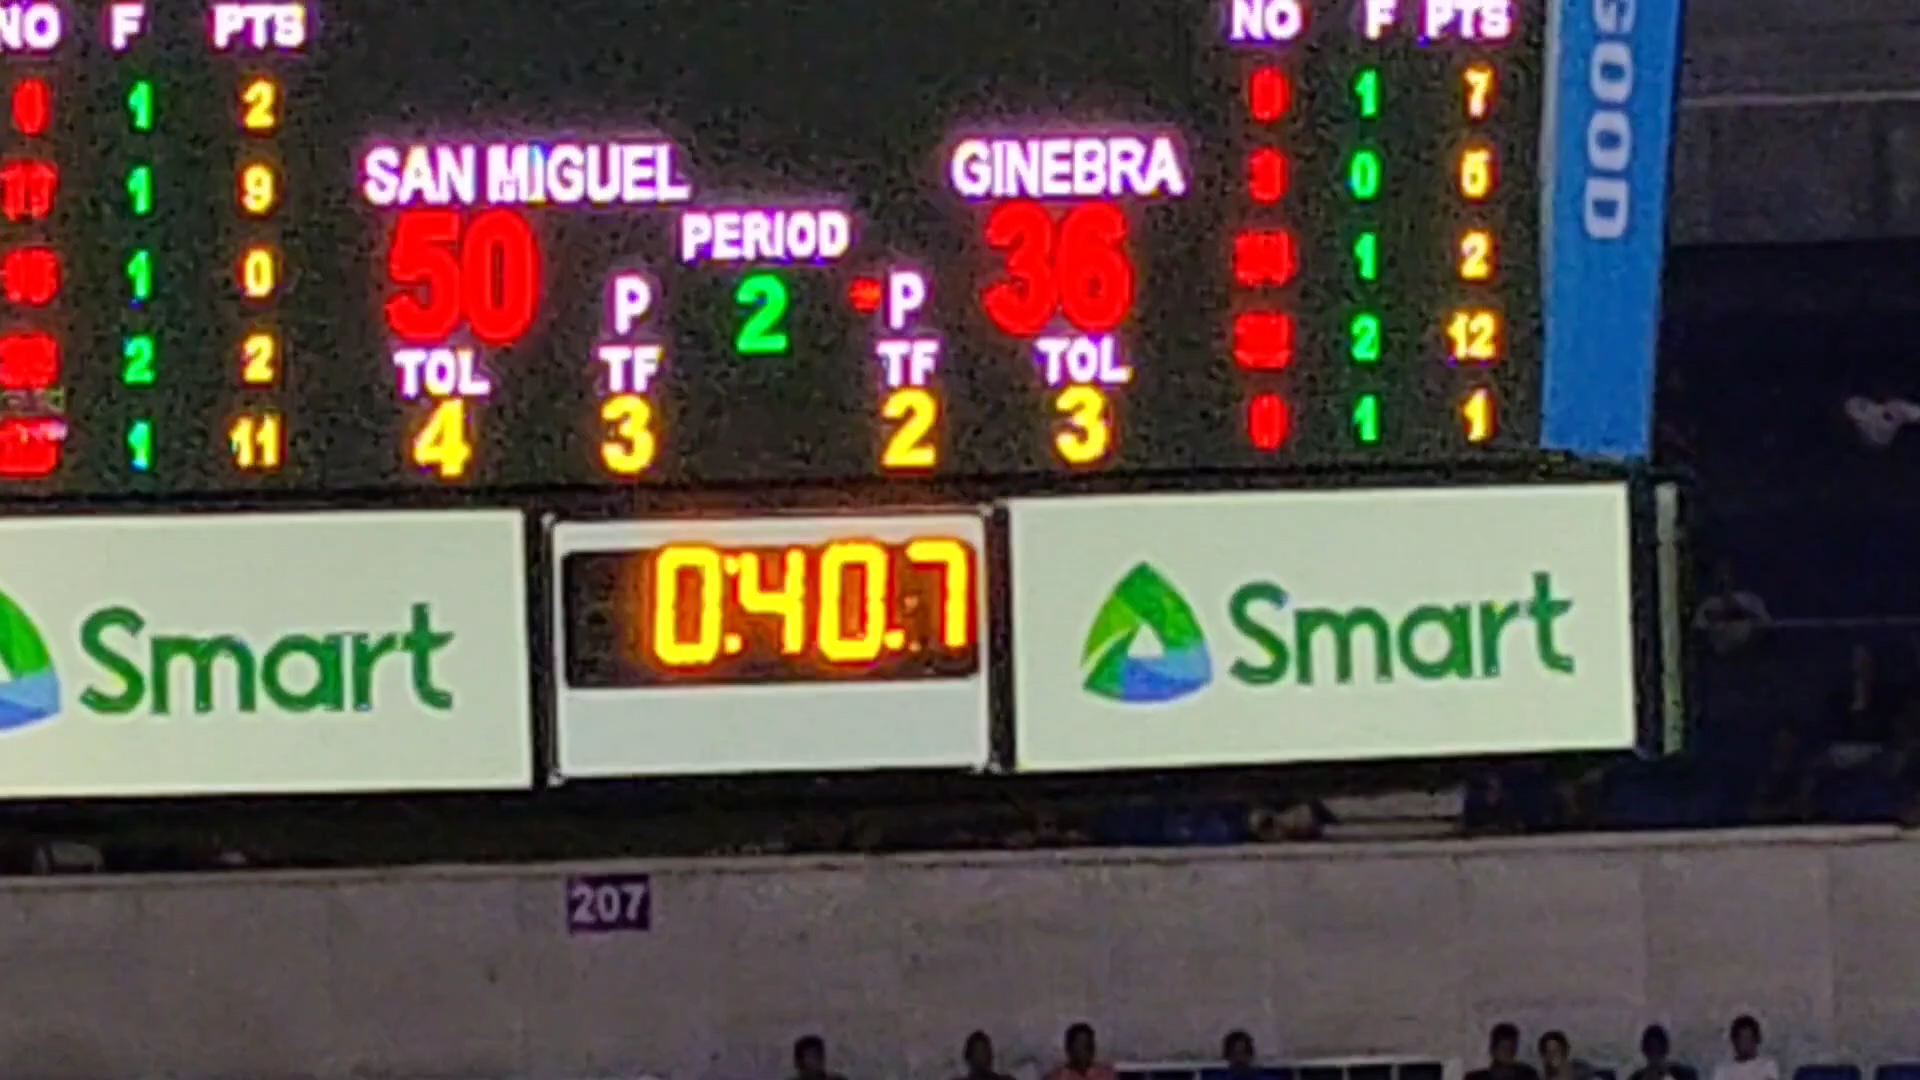 NO F PTS
NO F PTS
1 2
1 7
SAN MIGUEL
GINEBRA
1 9
0 5
50
PERIOD
36
1 0
P
2
P
1 2
2 2
TOL
TF
TF
TOL
2 12
1 11
4
3
2
3
1 1
GOOD
Smart
0:40.7
Smart
207